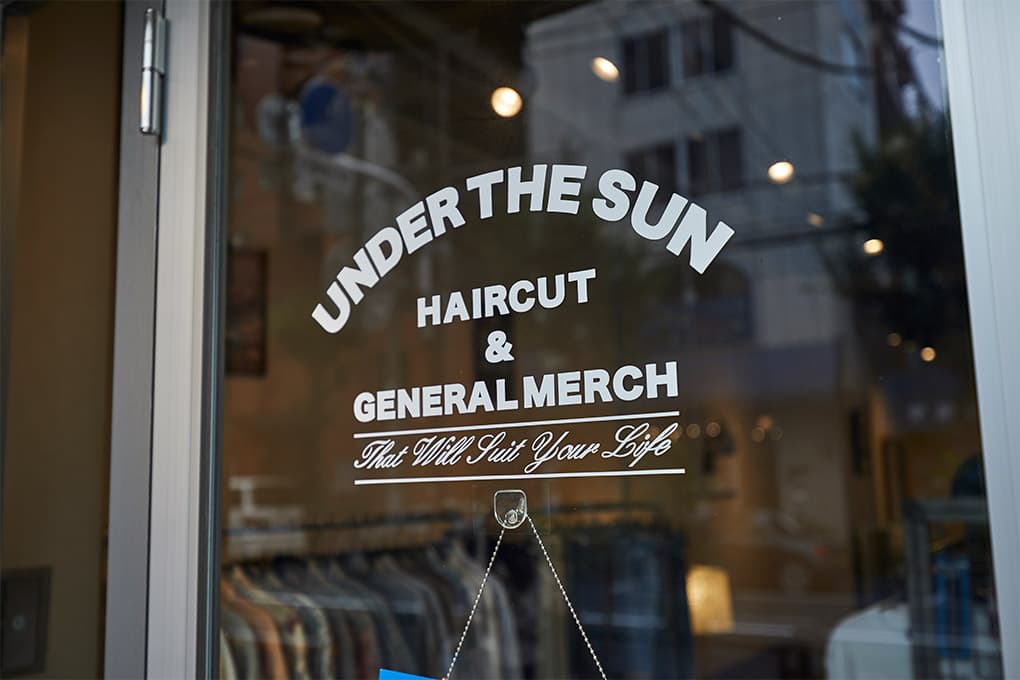 UNDER THE SUN
HAIRCUT
&
GENERAL MERCH
That Will Suit Your Life